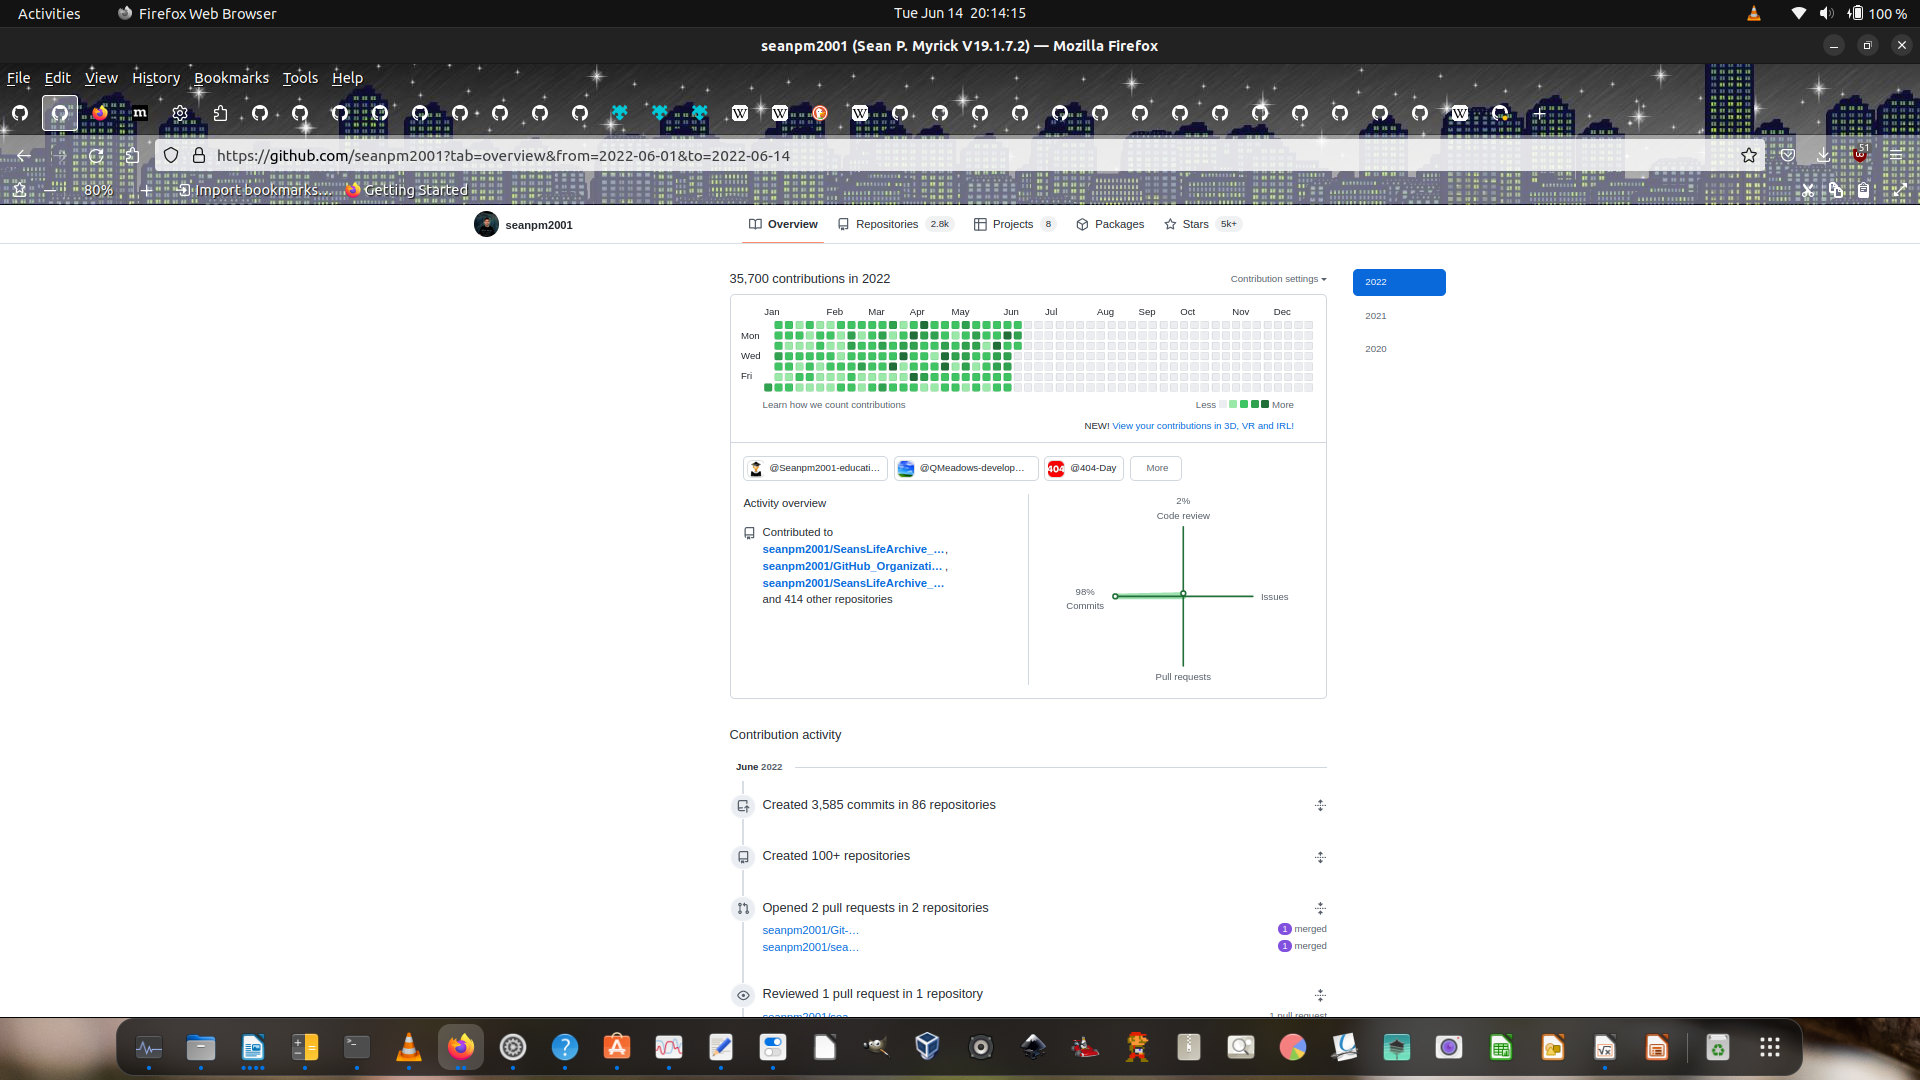 Activities
Firefox Web Browser
Tue Jun 14 20:14:15
100 %
seanpm2001 (Sean P. Myrick V19.1.7.2) — Mozilla Firefox
File Edit View History Bookmarks Tools Help
https://github.com/seanpm2001?tab=overview&from=2022-06-01&to=2022-06-14
51
80%
Import bookmarks...
Getting Started
seanpm2001
Overview
Repositories 2.8k
Projects 8
Packages
Stars 5k+
35,700 contributions in 2022
Contribution settings
2022
2021
2020
Jan Feb Mar Apr May Jun Jul Aug Sep Oct Nov Dec
Mon
Wed
Fri
Learn how we count contributions
Less More
NEW! View your contributions in 3D, VR and IRL!
@Seanpm2001-educati…
@QMeadows-develop…
404 @404-Day
More
Activity overview
Contributed to
seanpm2001/SeansLifeArchive_…,
seanpm2001/GitHub_Organizati… ,
seanpm2001/SeansLifeArchive_…
and 414 other repositories
2%
Code review
98%
Commits
Issues
Pull requests
Contribution activity
June 2022
Created 3,585 commits in 86 repositories
Created 100+ repositories
Opened 2 pull requests in 2 repositories
seanpm2001/Git-…
1 merged
seanpm2001/sea…
1 merged
Reviewed 1 pull request in 1 repository
seanpm2001/sea…
1 pull request